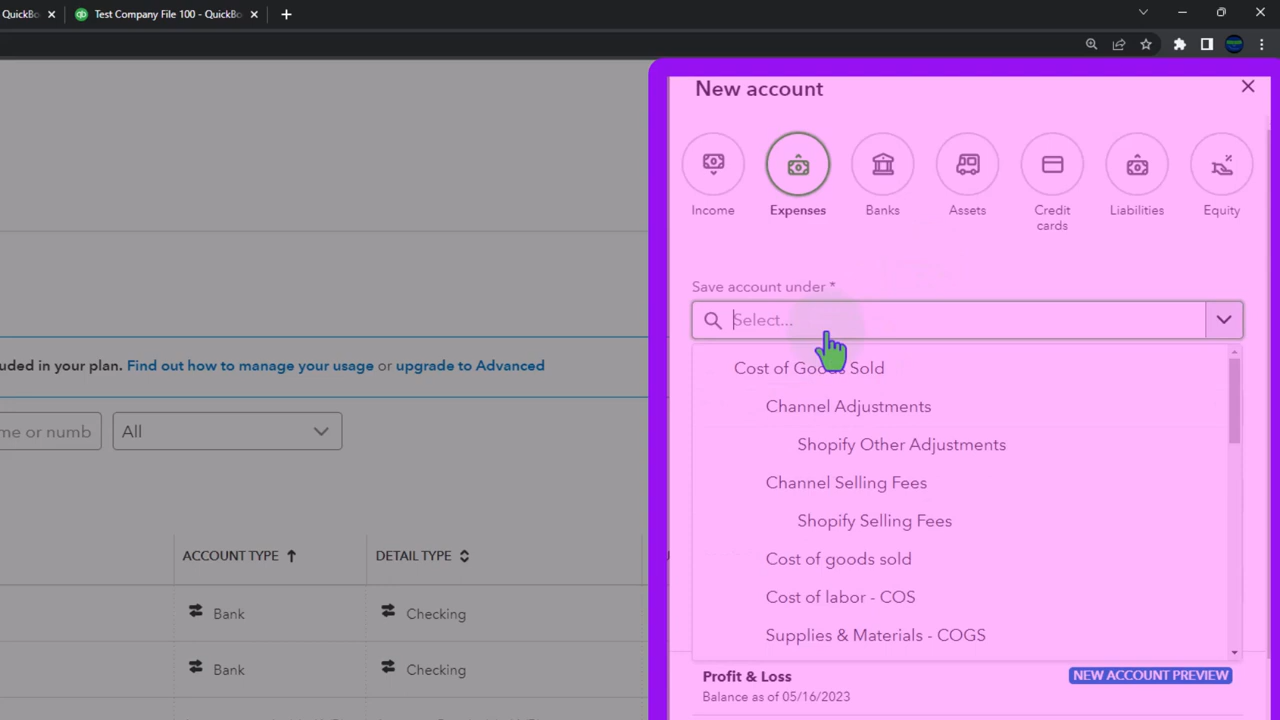 QuickBo
Test Company File 100 - QuickBo
New account
Income
Expenses
Banks
Assets
Credit
cards
Liabilities
Equity
Save account under *
Select...
Cost of Goods Sold
Channel Adjustments
Shopify Other Adjustments
Channel Selling Fees
Shopify Selling Fees
Cost of goods sold
Cost of labor - COS
Supplies & Materials - COGS
Profit & Loss
NEW ACCOUNT PREVIEW
Balance as of 05/16/2023
uded in your plan. Find out how to manage your usage or upgrade to Advanced
me or numb
All
ACCOUNT TYPE
DETAIL TYPE
Bank
Checking
Bank
Checking